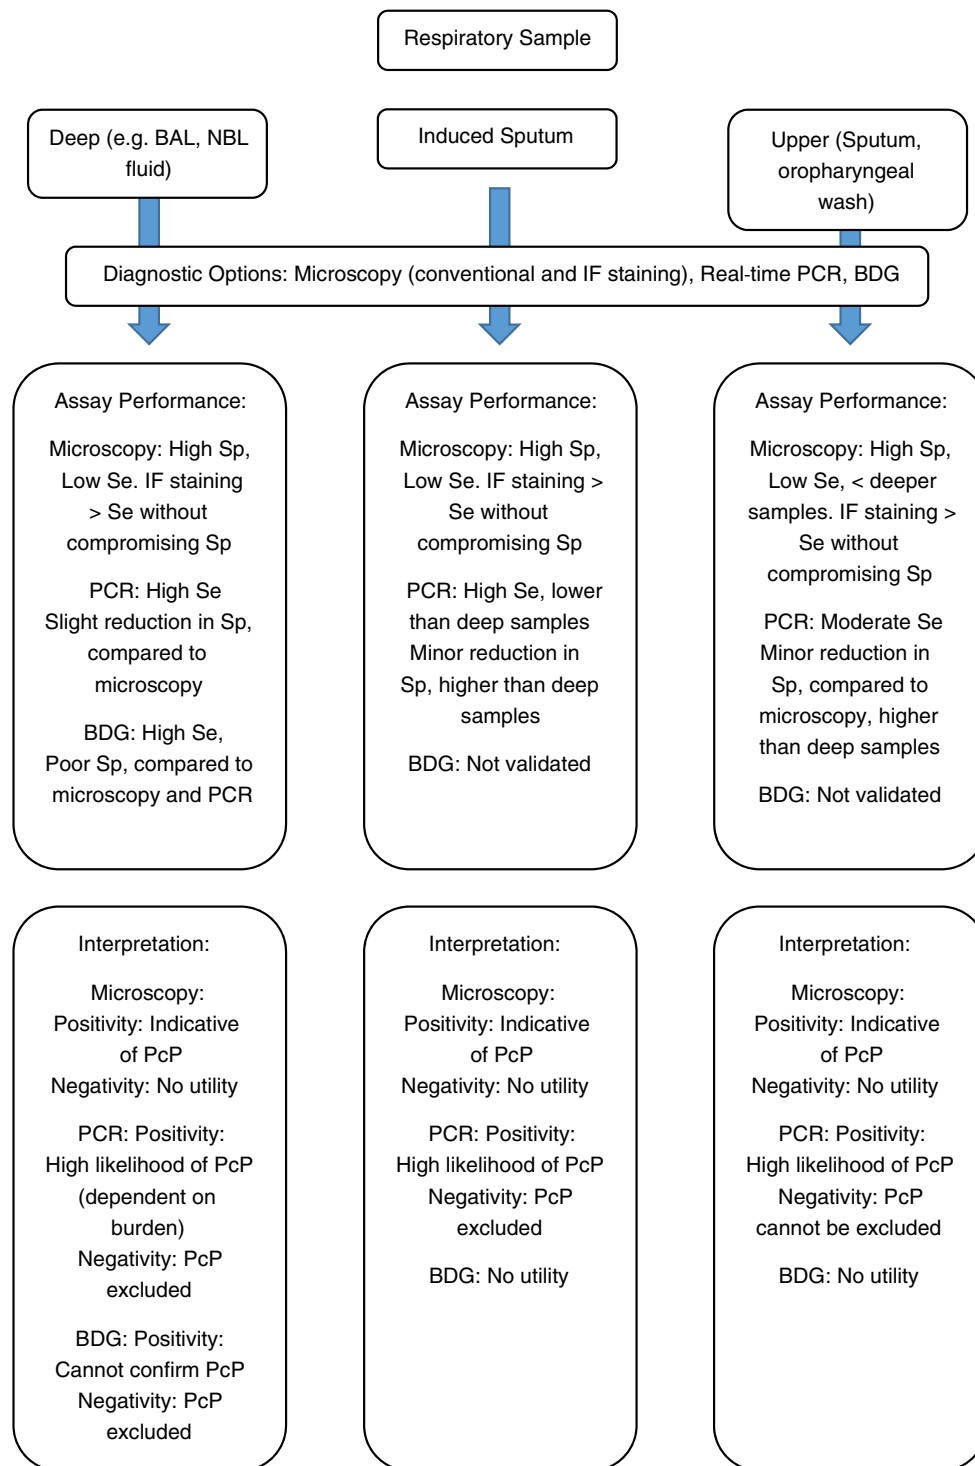 Respiratory Sample
Deep (e.g. BAL, NBL
fluid)
Induced Sputum
Upper (Sputum,
oropharyngeal
wash)
Diagnostic Options: Microscopy (conventional and IF staining), Real-time PCR, BDG
Assay Performance:
Microscopy: High Sp,
Low Se. IF staining
> Se without
compromising Sp
PCR: High Se
Slight reduction in Sp,
compared to
microscopy
BDG: High Se,
Poor Sp, compared to
microscopy and PCR
Assay Performance:
Microscopy: High Sp,
Low Se. IF staining >
Se without
compromising Sp
PCR: High Se, lower
than deep samples
Minor reduction in
Sp, higher than deep
samples
BDG: Not validated
Assay Performance:
Microscopy: High Sp,
Low Se, < deeper
samples. IF staining >
Se without
compromising Sp
PCR: Moderate Se
Minor reduction in
Sp, compared to
microscopy, higher
than deep samples
BDG: Not validated
Interpretation:
Microscopy:
Positivity: Indicative
of PcP
Negativity: No utility
PCR: Positivity:
High likelihood of PcP
(dependent on
burden)
Negativity: PcP
excluded
BDG: Positivity:
Cannot confirm PcP
Negativity: PcP
excluded
Interpretation:
Microscopy:
Positivity: Indicative
of PcP
Negativity: No utility
PCR: Positivity:
High likelihood of PcP
Negativity: PcP
excluded
BDG: No utility
Interpretation:
Microscopy:
Positivity: Indicative
of PcP
Negativity: No utility
PCR: Positivity:
High likelihood of PcP
Negativity: PcP
cannot be excluded
BDG: No utility